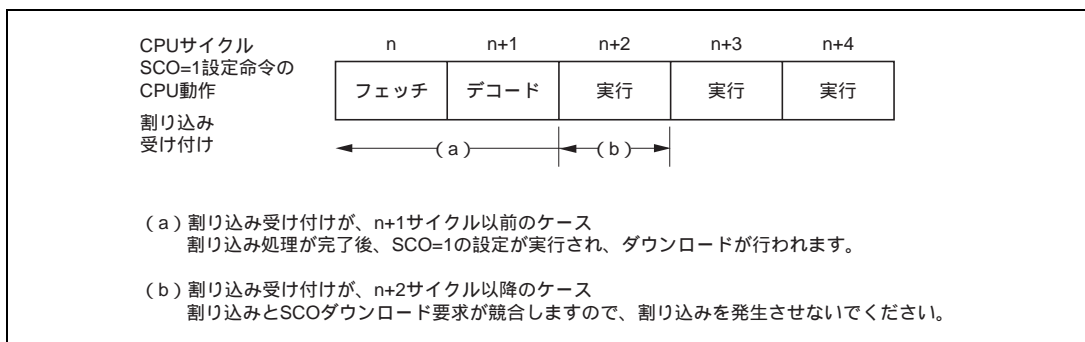 CPUサイクル n n+1 n+2 n+3 n+4
SCO=1設定命令の
CPU動作 フェッチ デコード 実行 実行 実行
割り込み
受け付け (a) (b)
(a)割り込み受け付けが、n+1サイクル以前のケース
割り込み処理が完了後、SCO=1の設定が実行され、ダウンロードが行われます。
(b)割り込み受け付けが、n+2サイクル以降のケース
割り込みとSCOダウンロード要求が競合しますので、割り込みを発生させないでください。